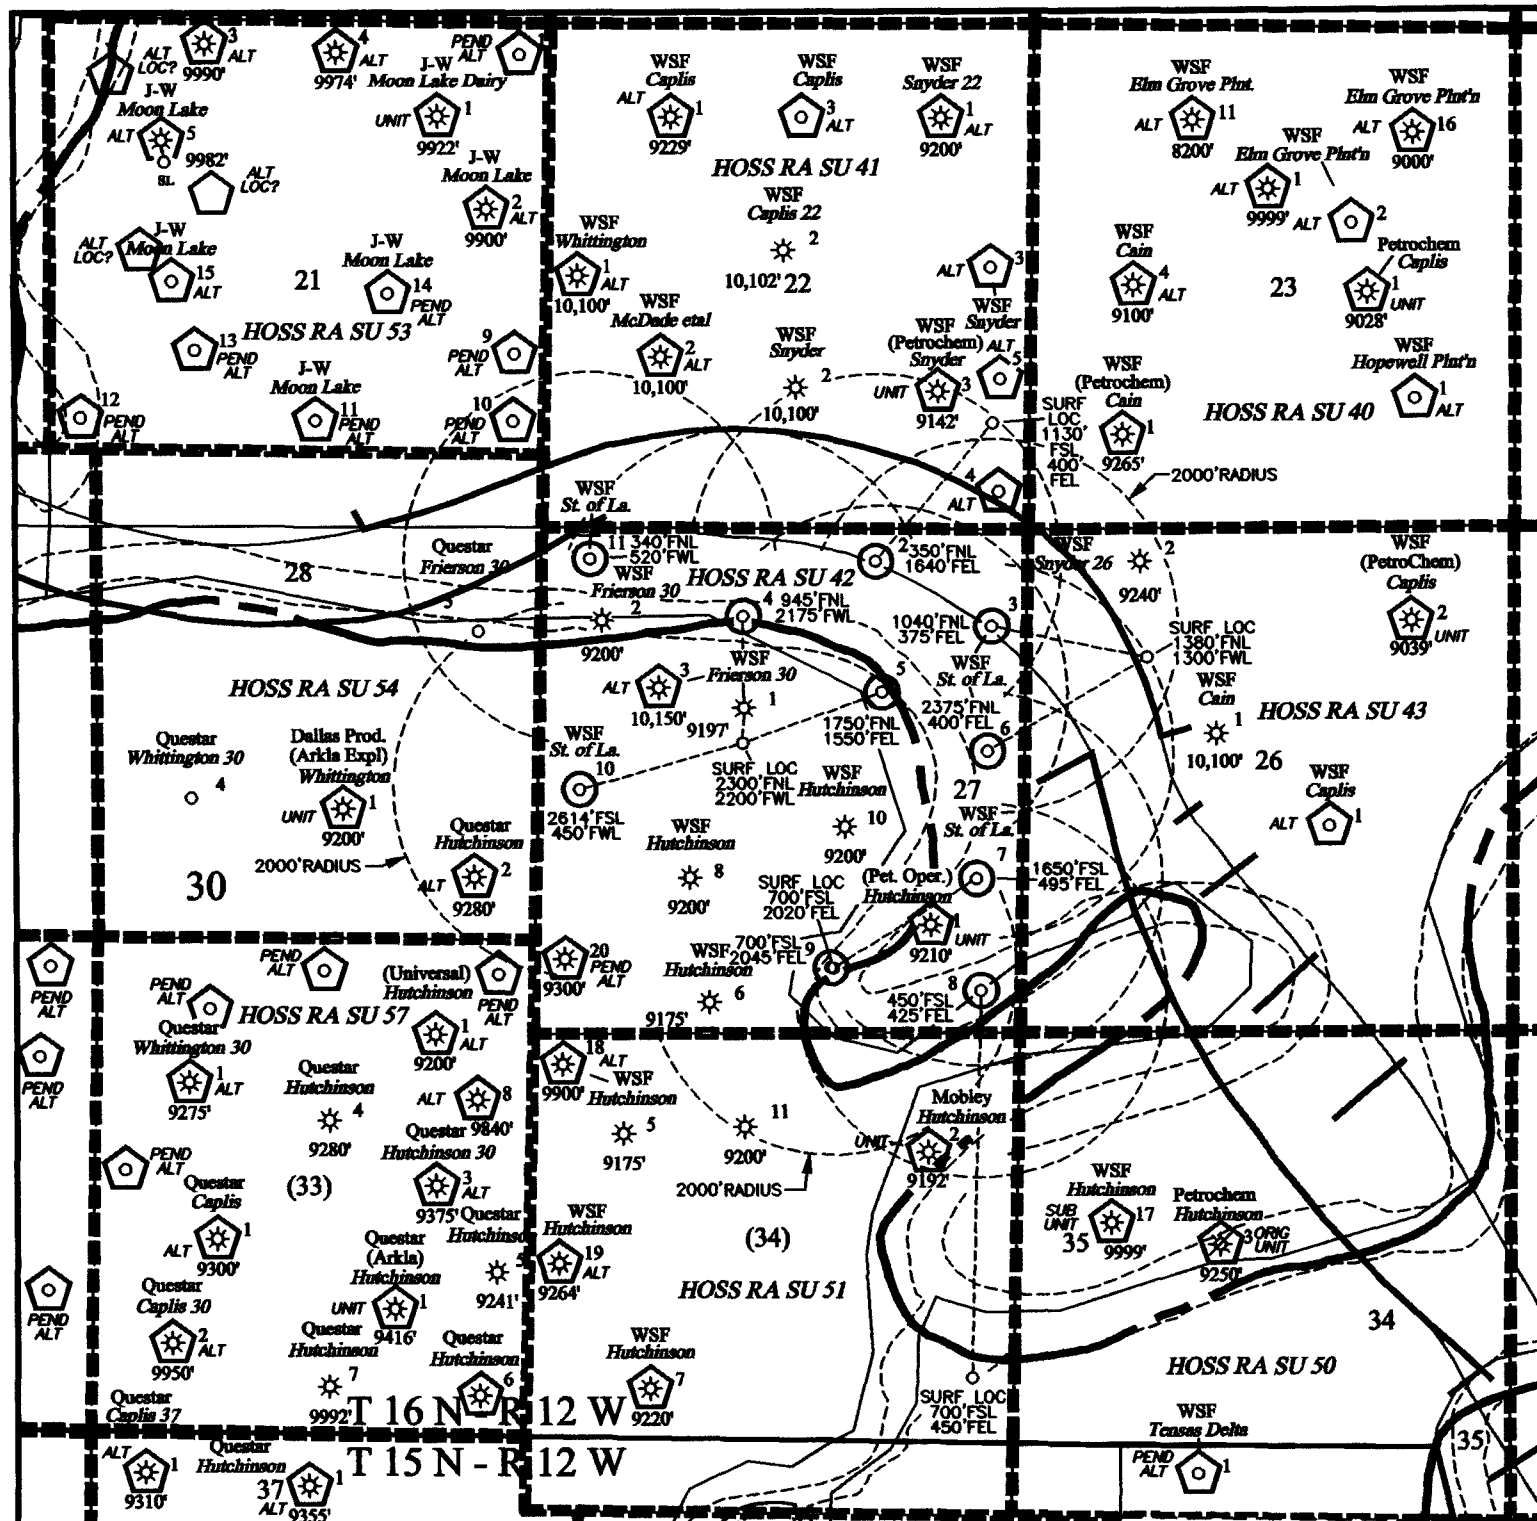 ALT
LOC?
3
ALT
9990'
4
ALT
9974'
PEND
ALT
1
J-W
Moon Lake
ALT
5
9982'
SL
J-W
Moon Lake Dairy
UNIT
1
9922'
ALT
LOC?
J-W
Moon Lake
2
ALT
9900'
ALT
LOC?
J-W
Moon Lake
15
ALT
21
J-W
Moon Lake
14
PEND
ALT
13
PEND
ALT
HOSS RA SU 53
9
PEND
ALT
J-W
Moon Lake
11
PEND
ALT
10
PEND
ALT
12
PEND
ALT
WSF
Caplis
ALT
1
9229'
WSF
Caplis
3
ALT
WSF
Snyder 22
1
ALT
9200'
HOSS RA SU 41
WSF
Caplis 22
2
10,102'
22
WSF
Whittington
1
ALT
10,100'
WSF
McDade etal
2
ALT
10,100'
WSF
Snyder
2
10,100'
ALT
3
WSF
Snyder
WSF
(Petrochem)
Snyder
UNIT
3
9142'
ALT
5
SURF
LOC
1130'
FSL
400'
FEL
4
ALT
WSF
Elm Grove Plnt.
ALT
11
8200'
WSF
Elm Grove Plnt'n
ALT
16
9000'
WSF
Elm Grove Plnt'n
ALT
1
9999'
ALT
2
WSF
Cain
4
ALT
9100'
23
Petrochem
Caplis
1
UNIT
9028'
WSF
Hopewell Plnt'n
1
ALT
WSF
(Petrochem)
Cain
1
9265'
HOSS RA SU 40
2000'RADIUS
28
Questar
Frierson 30
3
HOSS RA SU 54
Questar
Whittington 30
4
Dallas Prod.
(Arkla Expl)
Whittington
UNIT
1
9200'
2000'RADIUS
30
Questar
Hutchinson
ALT
2
9280'
WSF
St. of La.
11
340'FNL
520'FWL
WSF
Frierson 30
2
9200'
HOSS RA SU 42
4
945'FNL
2175'FWL
2
350'FNL
1640'FEL
1040'FNL
375'FEL
3
WSF
St. of La.
2375'FNL
400'FEL
6
ALT
3
10,150'
WSF
Frierson 30
1
9197'
5
1750'FNL
1550'FEL
WSF
St. of La.
10
2614'FSL
450'FWL
SURF LOC
2300'FNL
2200'FWL
WSF
Hutchinson
10
9200'
27
WSF
St. of La.
7
1650'FSL
495'FEL
WSF
Hutchinson
8
9200'
SURF LOC
700'FSL
2020'FEL
(Pet. Oper.)
Hutchinson
1
UNIT
9210'
700'FSL
2045'FEL
9
WSF
Hutchinson
6
9175'
20
PEND
ALT
9300'
8
450'FSL
425'FEL
WSF
Snyder 26
2
9240'
WSF
(PetroChem)
Caplis
2
UNIT
9039'
SURF LOC
1380'FNL
1300'FWL
WSF
Cain
1
10,100'
HOSS RA SU 43
26
WSF
Caplis
ALT
1
PEND
ALT
PEND
ALT
PEND
ALT
PEND
ALT
HOSS RA SU 57
PEND
ALT
(Universal)
Hutchinson
PEND
ALT
1
ALT
9200'
Questar
Whittington 30
1
ALT
9275'
Questar
Hutchinson
4
9280'
ALT
8
9840'
Questar
Hutchinson 30
3
ALT
9375'
PEND
ALT
(33)
Questar
Caplis
ALT
1
9300'
Questar
(Arkla)
Hutchinson
UNIT
1
9416'
Questar
Hutchinson
5
9241'
Questar
Caplis 30
2
ALT
9950'
Questar
Hutchinson
7
9992'
Questar
Hutchinson
6
Questar
Caplis 37
ALT
1
9310'
Questar
Hutchinson
37
ALT
1
9355'
T 16 N - R 12 W
T 15 N - R 12 W
18
ALT
9900'
WSF
Hutchinson
5
9175'
11
9200'
2000'RADIUS
Mobley
Hutchinson
UNIT
2
9192'
(34)
WSF
Hutchinson
19
ALT
9264'
HOSS RA SU 51
WSF
Hutchinson
7
9220'
SURF LOC
700'FSL
450'FEL
WSF
Hutchinson
SUB
UNIT
17
9999'
35
Petrochem
Hutchinson
3
ORIG
UNIT
9250'
34
HOSS RA SU 50
WSF
Tensas Delta
PEND
ALT
1
35